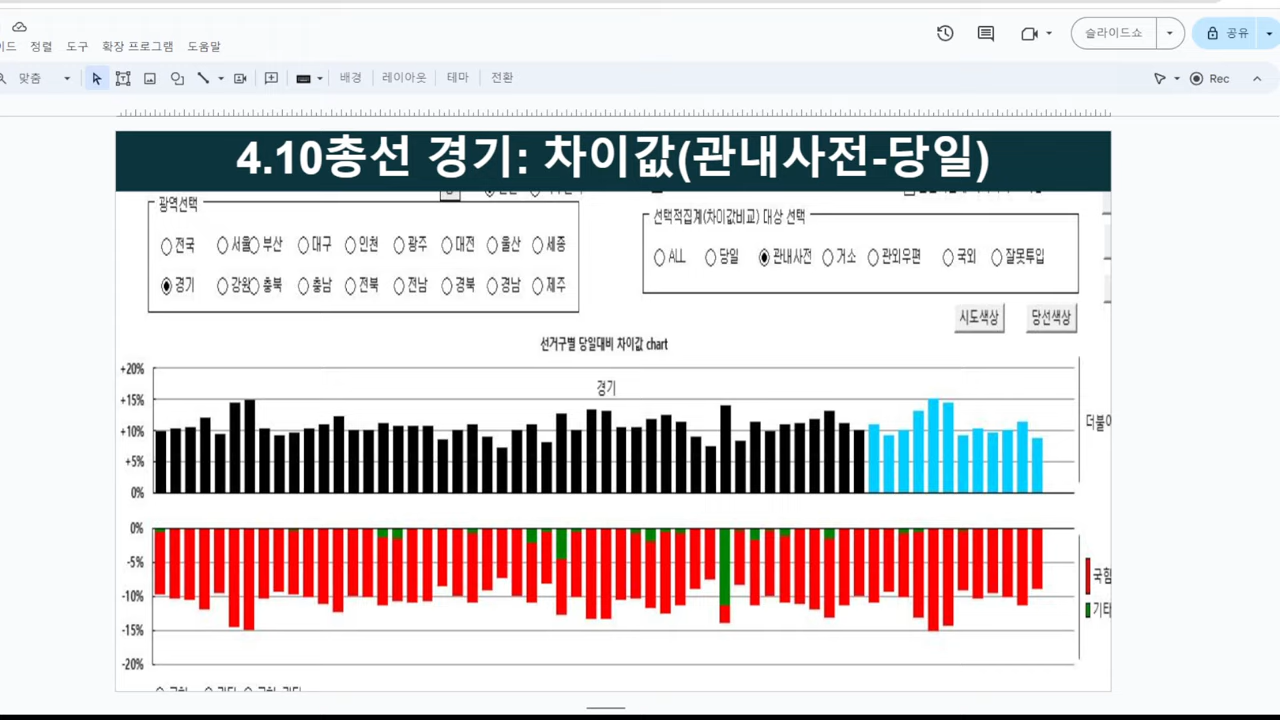 이드 정렬 도구 확장 프로그램 도움말
슬라이드쇼
공유
맞춤
배경 레이아웃 테마 전환
Rec
4.10총선 경기: 차이값(관내사전-당일)
광역선택
전국 서울 부산 대구 인천 광주 대전 울산 세종
경기 강원 충북 충남 전북 전남 경북 경남 제주
선택적집계(차이값비교) 대상 선택
ALL 당일 관내사전 거소 관외우편 국외 잘못투입
시도색상 당선색상
선거구별 당일대비 차이값 chart
경기
+20%
+15%
+10%
+5%
0%
더불어
0%
-5%
-10%
-15%
-20%
국힘
기타